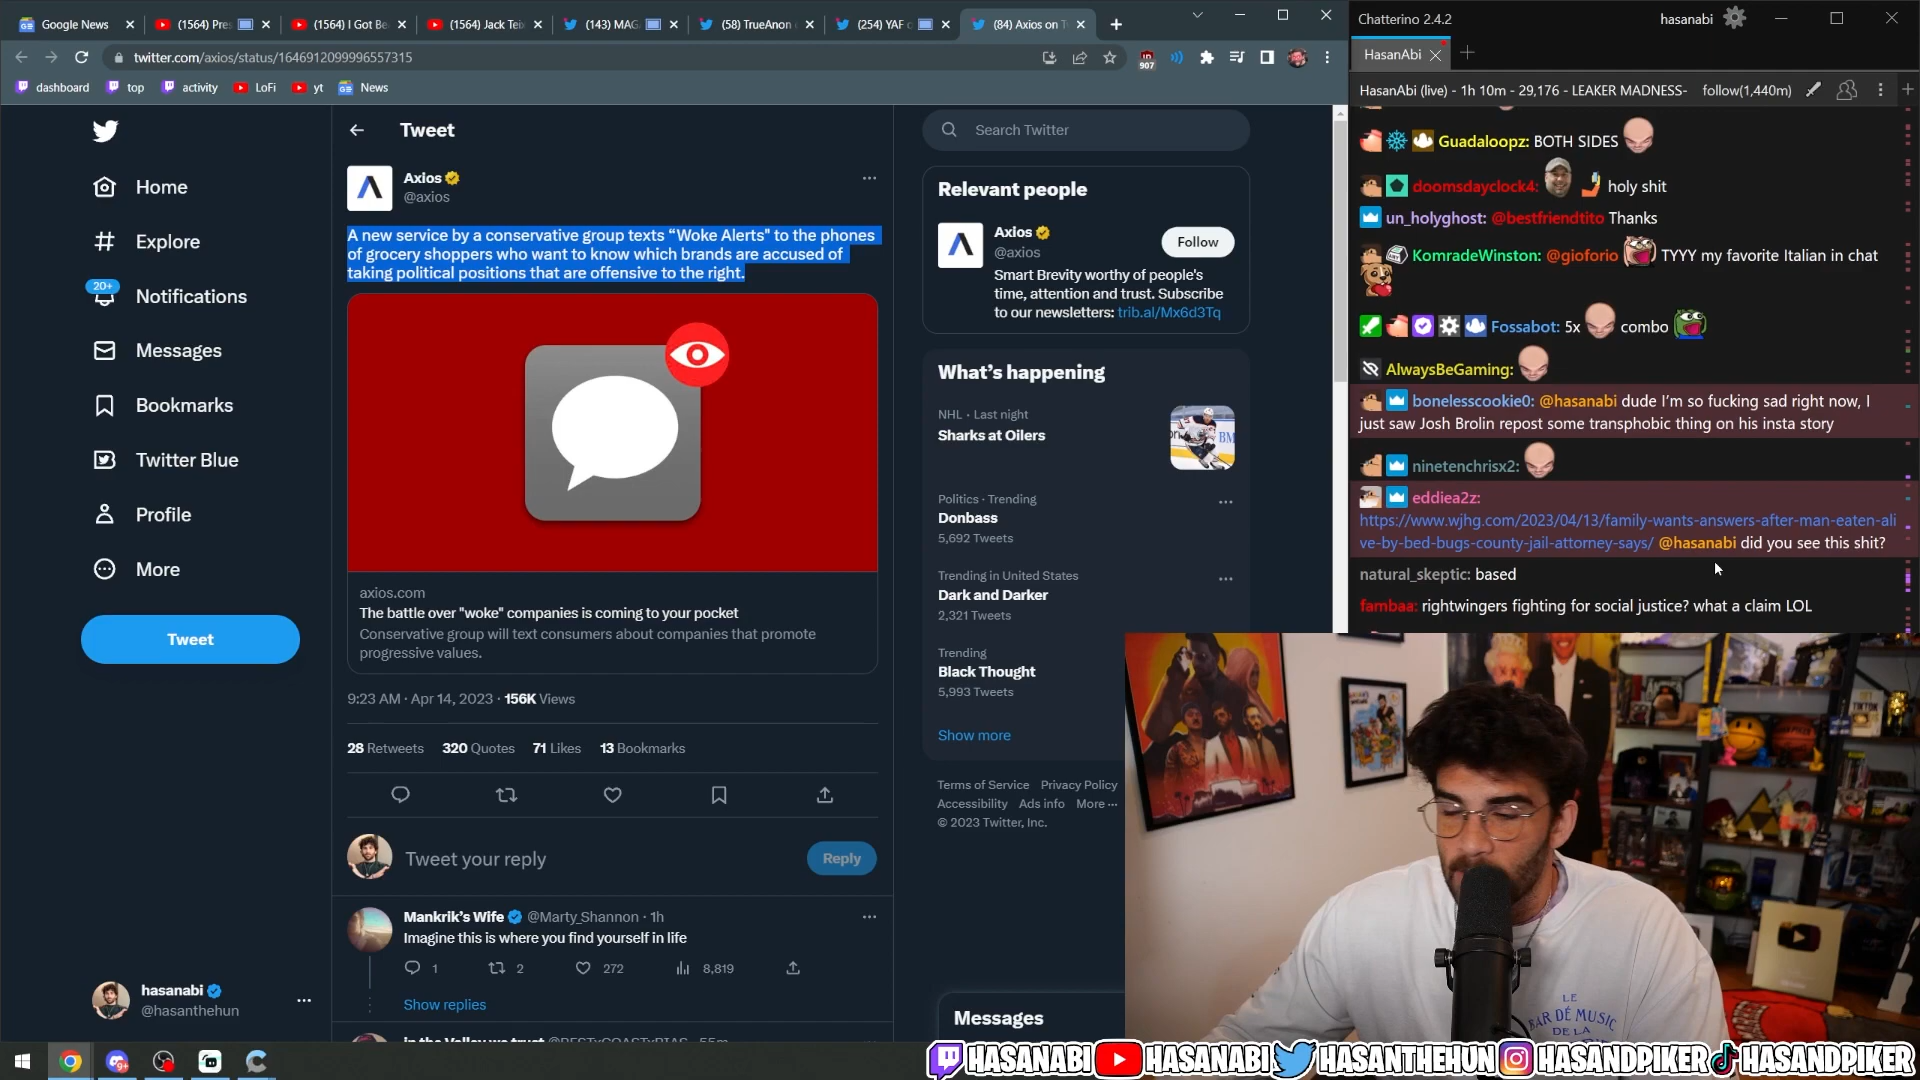 Google News
(1564) Pres
(1564) I Got Be
(1564) Jack Teix
(143) MAG
(58) TrueAnon
(254) YAF
(84) Axios on T
twitter.com/axios/status/1646912099996557315
907
dashboard
top
activity
LoFi
yt
News
Home
Explore
20+
Notifications
Messages
Bookmarks
Twitter Blue
Profile
More
Tweet
hasanabi
@hasanthehun
Tweet
Axios
@axios
A new service by a conservative group texts “Woke Alerts" to the phones
of grocery shoppers who want to know which brands are accused of
taking political positions that are offensive to the right.
axios.com
The battle over "woke" companies is coming to your pocket
Conservative group will text consumers about companies that promote
progressive values.
9:23 AM · Apr 14, 2023 · 156K Views
28 Retweets 320 Quotes 71 Likes 13 Bookmarks
Tweet your reply
Reply
Mankrik's Wife @Marty_Shannon · 1h
Imagine this is where you find yourself in life
1 2 272 8,819
Show replies
Search Twitter
Relevant people
Axios
@axios
Follow
Smart Brevity worthy of people's
time, attention and trust. Subscribe
to our newsletters: trib.al/Mx6d3Tq
What's happening
NHL · Last night
Sharks at Oilers
Politics · Trending
Donbass
5,692 Tweets
Trending in United States
Dark and Darker
2,321 Tweets
Trending
Black Thought
5,993 Tweets
Show more
Terms of Service Privacy Policy
Accessibility Ads info More ...
© 2023 Twitter, Inc.
Messages
Chatterino 2.4.2
hasanabi
HasanAbi
HasanAbi (live) - 1h 10m - 29,176 - LEAKER MADNESS- follow(1,440m)
Guadaloopz: BOTH SIDES
doomsdayclock4: holy shit
un_holyghost: @bestfriendtito Thanks
KomradeWinston: @gioforio TYYY my favorite Italian in chat
Fossabot: 5x combo
AlwaysBeGaming:
bonelesscookie0: @hasanabi dude I'm so fucking sad right now, I
just saw Josh Brolin repost some transphobic thing on his insta story
ninetenchrisx2:
eddiea2z:
https://www.wjhg.com/2023/04/13/family-wants-answers-after-man-eaten-ali
ve-by-bed-bugs-county-jail-attorney-says/ @hasanabi did you see this shit?
natural_skeptic: based
fambaa: rightwingers fighting for social justice? what a claim LOL
LE
BAR DÉ MUSIC
DE LA
HASANABI HASANABI HASANTHEHUN HASANDPIKER HASANDPIKER